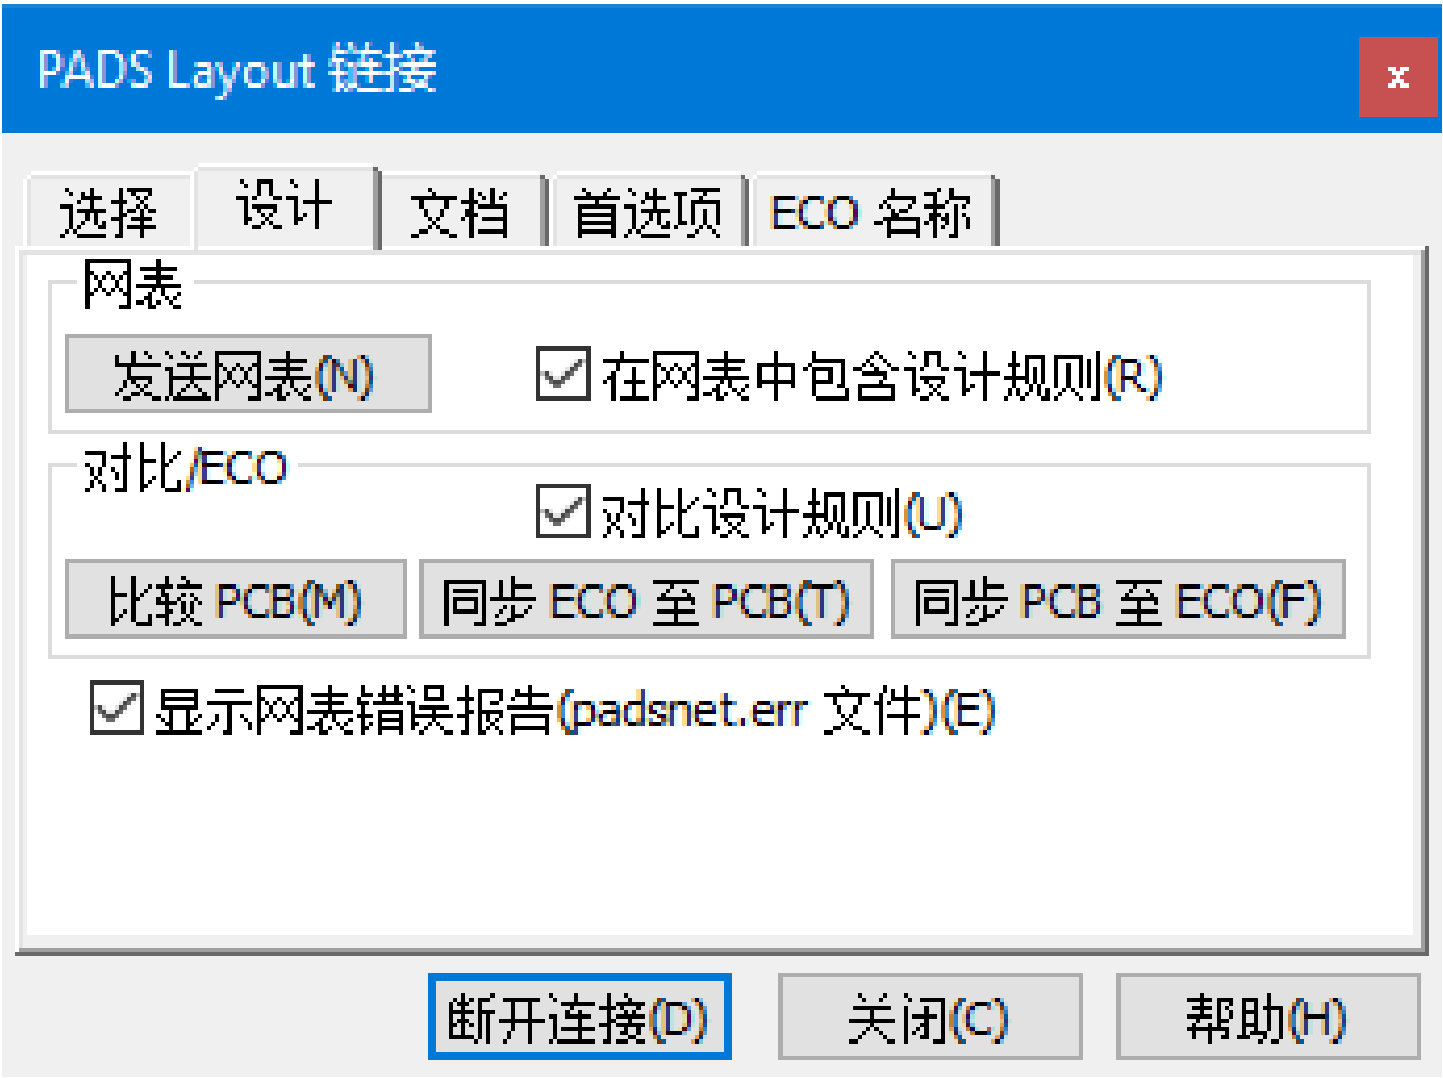 PADS Layout 链接
x
选择 设计 文档 首选项 ECO 名称
网表
发送网表(N) 在网表中包含设计规则(R)
对比/ECO
对比设计规则(U)
比较 PCB(M) 同步 ECO 至 PCB(T) 同步 PCB 至 ECO(F)
显示网表错误报告(padsnet.err 文件)(E)
断开连接(D) 关闭(C) 帮助(H)